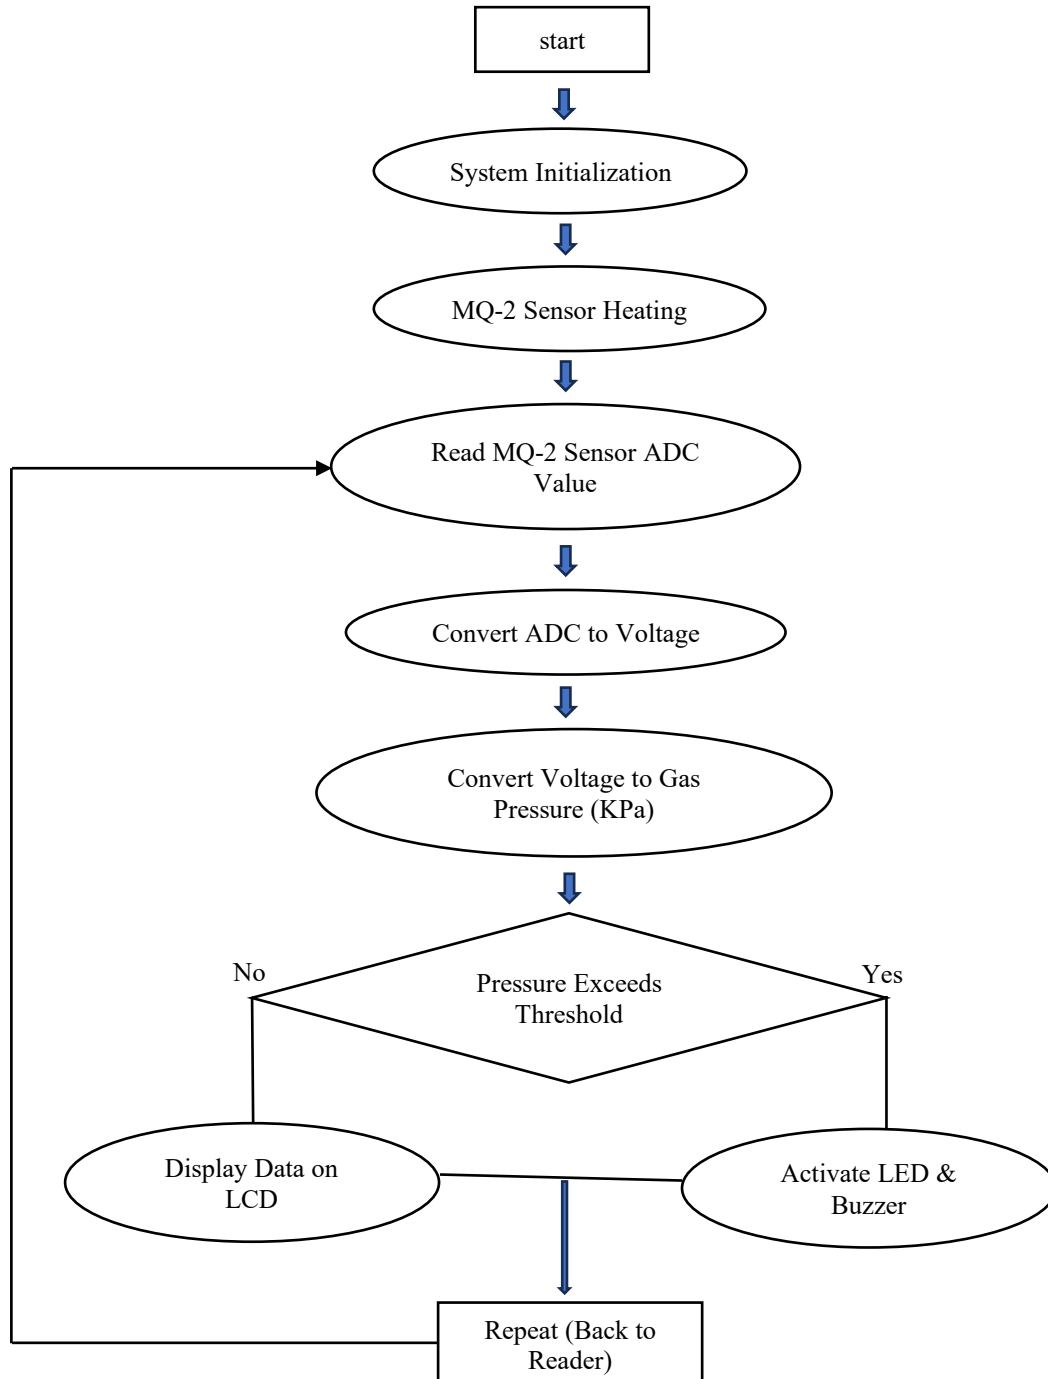 start
System Initialization
MQ-2 Sensor Heating
Read MQ-2 Sensor ADC
Value
Convert ADC to Voltage
Convert Voltage to Gas
Pressure (KPa)
No
Yes
Pressure Exceeds
Threshold
Display Data on
LCD
Activate LED &
Buzzer
Repeat (Back to
Reader)